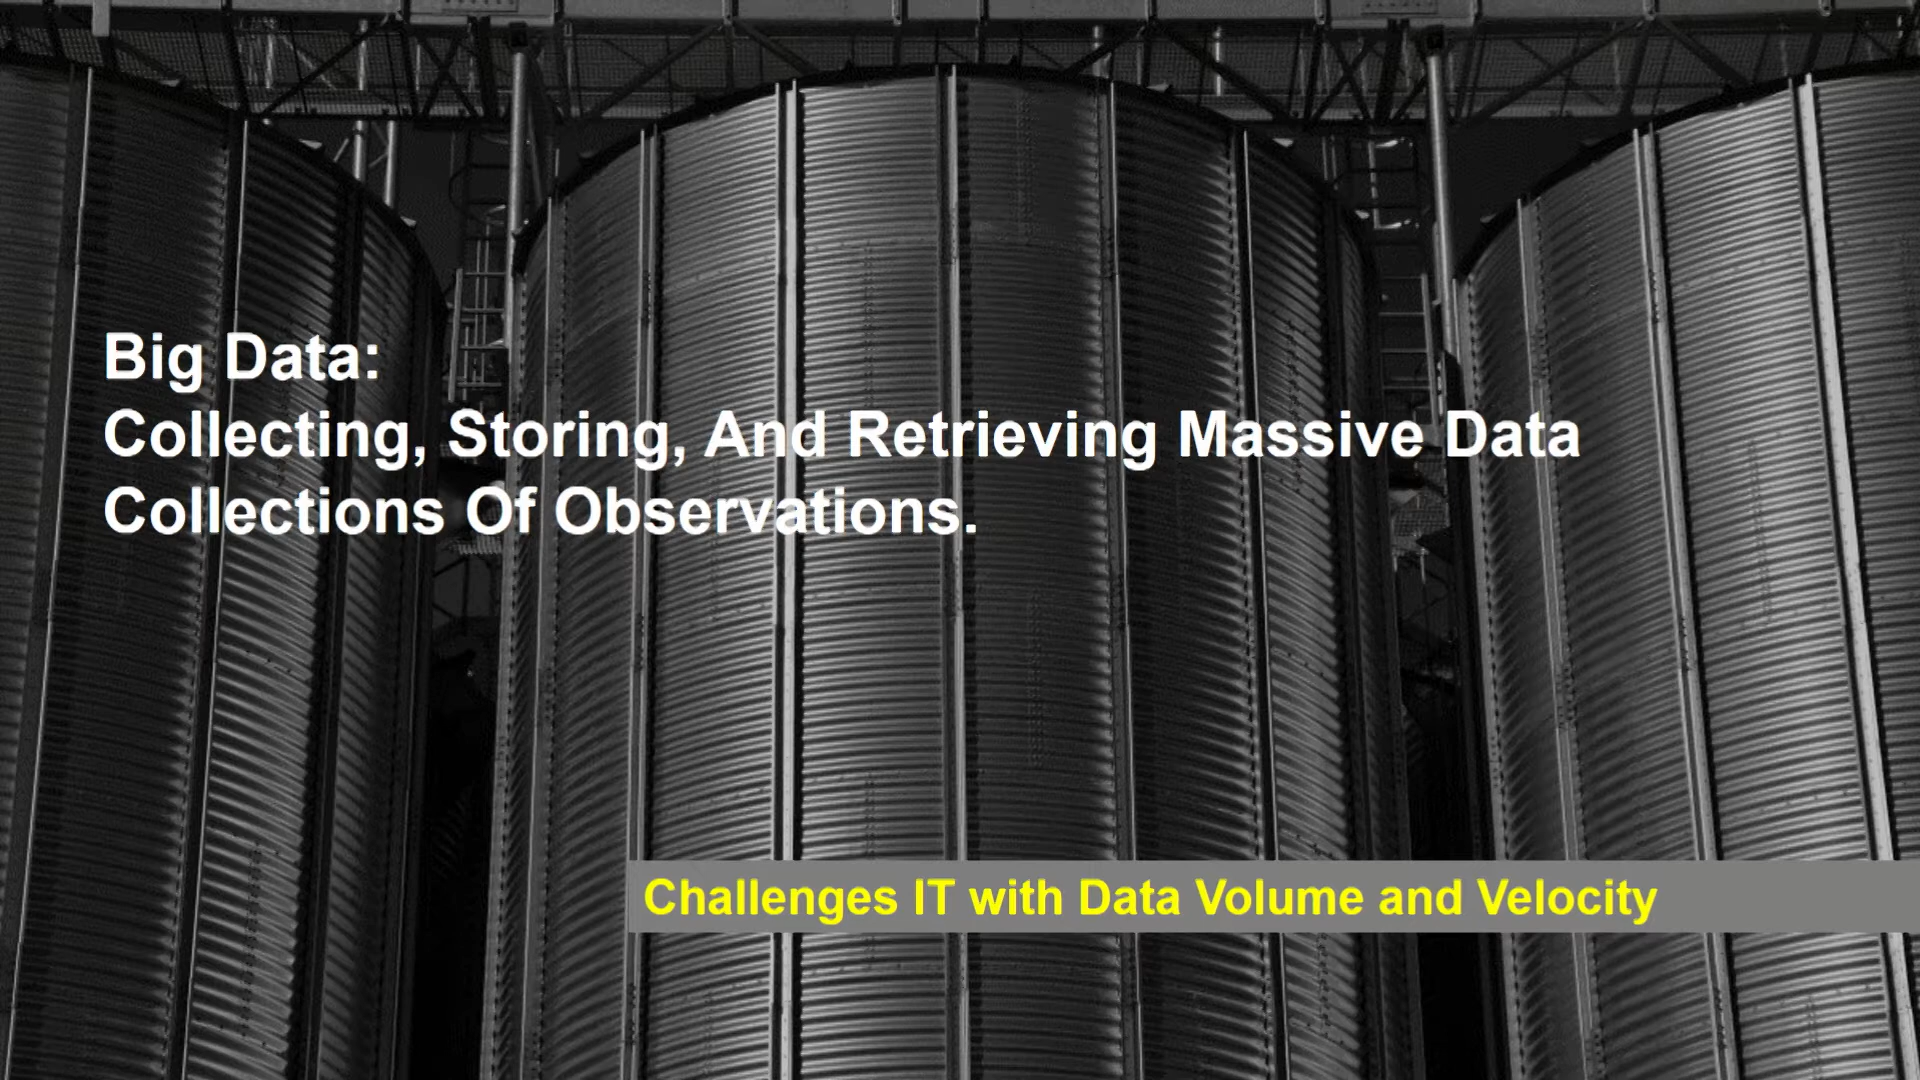 Big Data:
Collecting, Storing, And Retrieving Massive Data
Collections Of Observations.
Challenges IT with Data Volume and Velocity